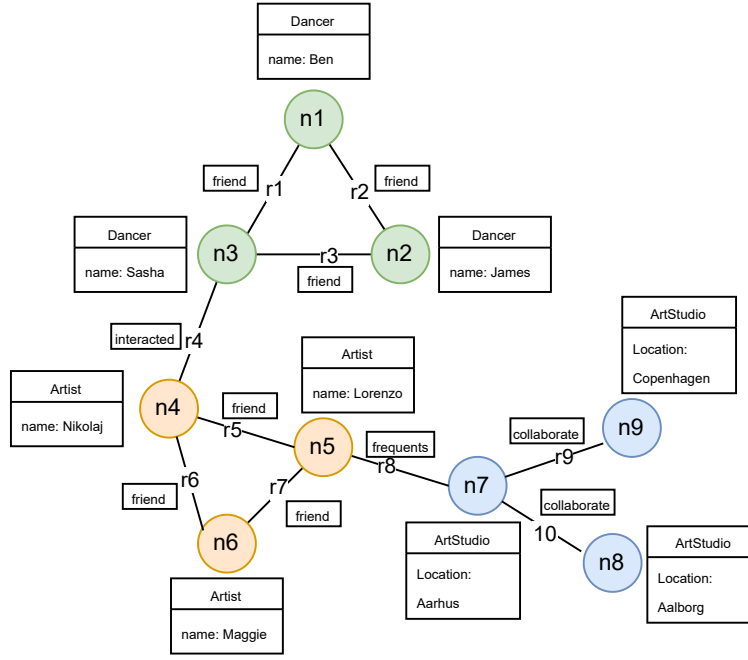 Dancer
name: Ben
n1
friend
r1
r2
friend
Dancer
name: Sasha
n3
r3
friend
n2
Dancer
name: James
interacted
r4
ArtStudio
Location:
Copenhagen
Artist
name: Nikolaj
n4
friend
r5
Artist
name: Lorenzo
n5
frequents
r8
collaborate
r9
n9
r6
friend
r7
friend
n7
collaborate
10
n6
n8
ArtStudio
Location:
Aarhus
ArtStudio
Location:
Aalborg
Artist
name: Maggie